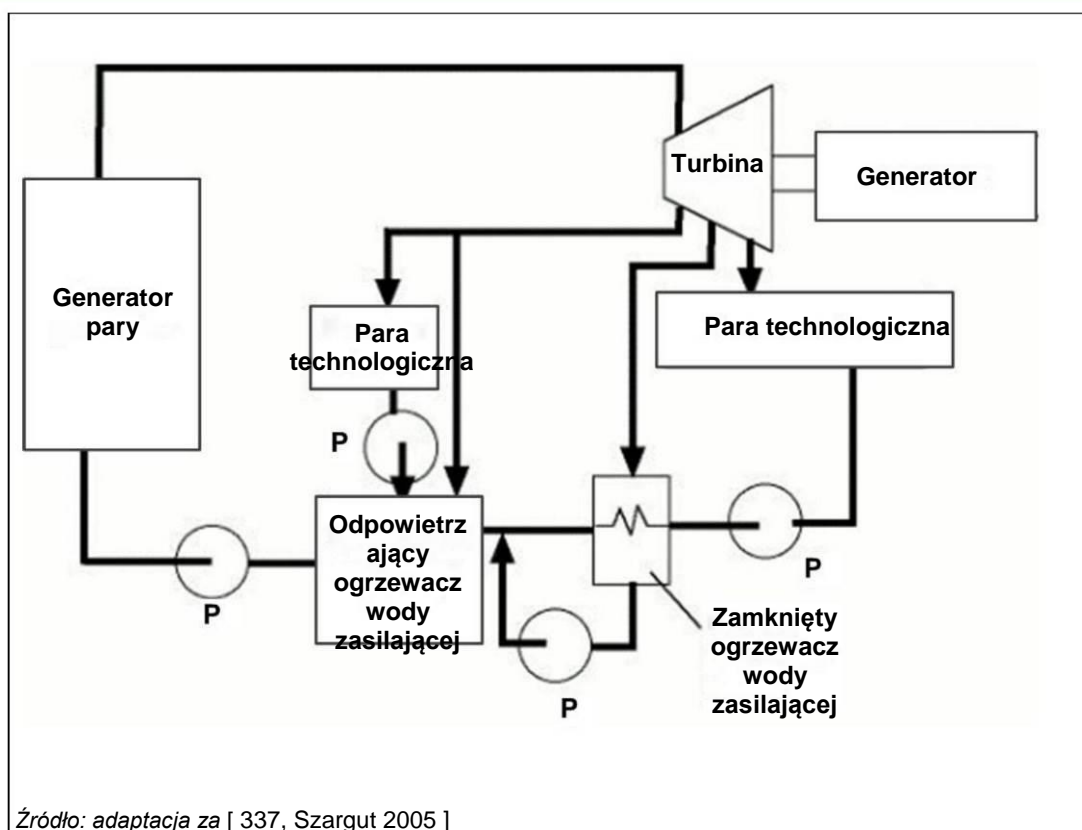 Turbina
Generator
Generator
pary
Para
technologiczna
Para technologiczna
P
Odpowietrz
ający
ogrzewacz
wody
zasilającej
P
P
P
Zamknięty
ogrzewacz
wody
zasilającej
Źródło: adaptacja za [ 337, Szargut 2005 ]